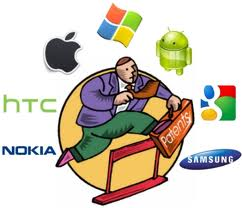 hTC
Patents
NOKIA
SAMSUNG